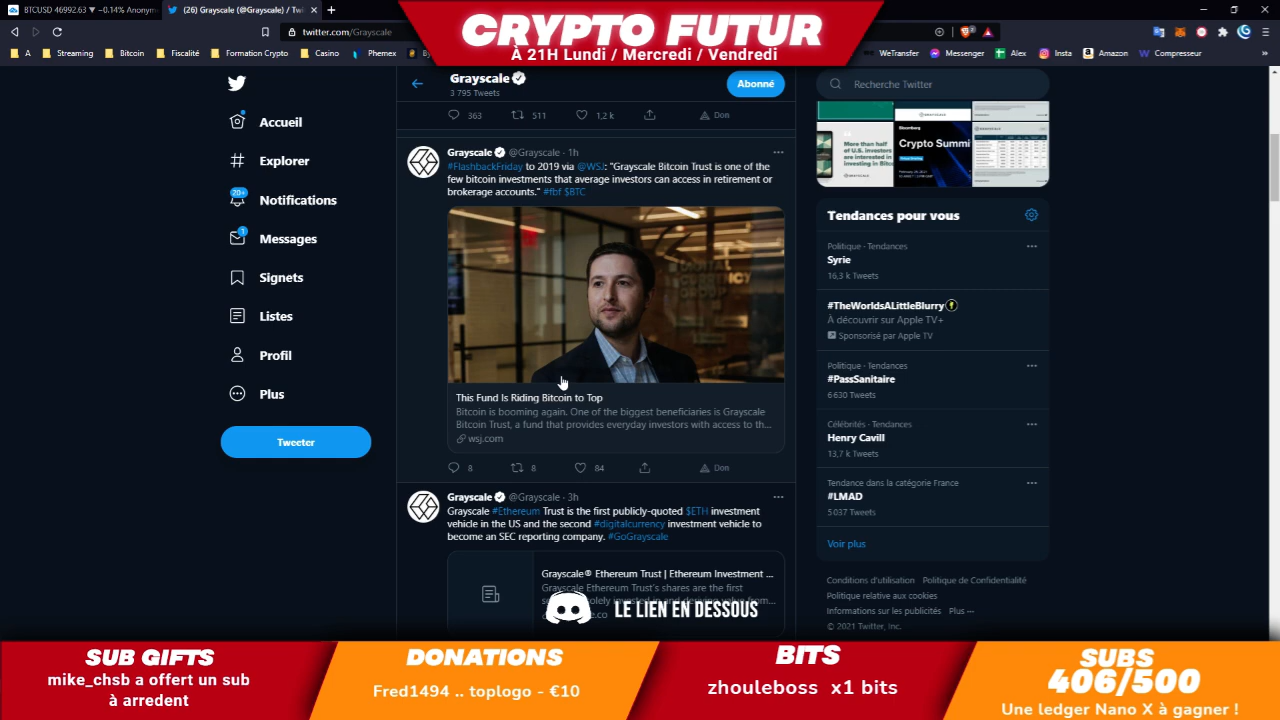 BTCUSD 46992.63 ▼ −0.14% Anonym
(26) Grayscale (@Grayscale) / Twi
twitter.com/Grayscale
CRYPTO FUTUR
À 21H Lundi / Mercredi / Vendredi
A
Streaming
Bitcoin
Fiscalité
Formation Crypto
Casino
Phemex
WeTransfer
Messenger
Alex
Insta
Amazon
Compresseur
Accueil
Explorer
20+
Notifications
1
Messages
Signets
Listes
Profil
Plus
Tweeter
Grayscale
3 795 Tweets
Abonné
363 511 1,2 k Don
Grayscale @Grayscale · 1h
#FlashbackFriday to 2019 via @WSJ: "Grayscale Bitcoin Trust is one of the
few bitcoin investments that average investors can access in retirement or
brokerage accounts." #fbf $BTC
This Fund Is Riding Bitcoin to Top
Bitcoin is booming again. One of the biggest beneficiaries is Grayscale
Bitcoin Trust, a fund that provides everyday investors with access to th...
wsj.com
8 8 84 Don
Grayscale @Grayscale · 3h
Grayscale #Ethereum Trust is the first publicly-quoted $ETH investment
vehicle in the US and the second #digitalcurrency investment vehicle to
become an SEC reporting company. #GoGrayscale
Grayscale® Ethereum Trust | Ethereum Investment ...
Grayscale Ethereum Trust's shares are the first
LE LIEN EN DESSOUS
Recherche Twitter
More than half
of U.S. investors
are interested in
investing in Bitc
Bloomberg
Crypto Summi
Tendances pour vous
Politique · Tendances
Syrie
16,3 k Tweets
#TheWorldsALittleBlurry
À découvrir sur Apple TV+
Sponsorisé par Apple TV
Politique · Tendances
#PassSanitaire
6 630 Tweets
Célébrités · Tendances
Henry Cavill
13,7 k Tweets
Tendance dans la catégorie France
#LMAD
5 037 Tweets
Voir plus
Conditions d'utilisation Politique de Confidentialité
Politique relative aux cookies
Informations sur les publicités Plus ···
© 2021 Twitter, Inc.
SUB GIFTS
mike_chsb a offert un sub
à arredent
DONATIONS
Fred1494 .. toplogo - €10
BITS
zhouleboss x1 bits
SUBS
406/500
Une ledger Nano X à gagner !